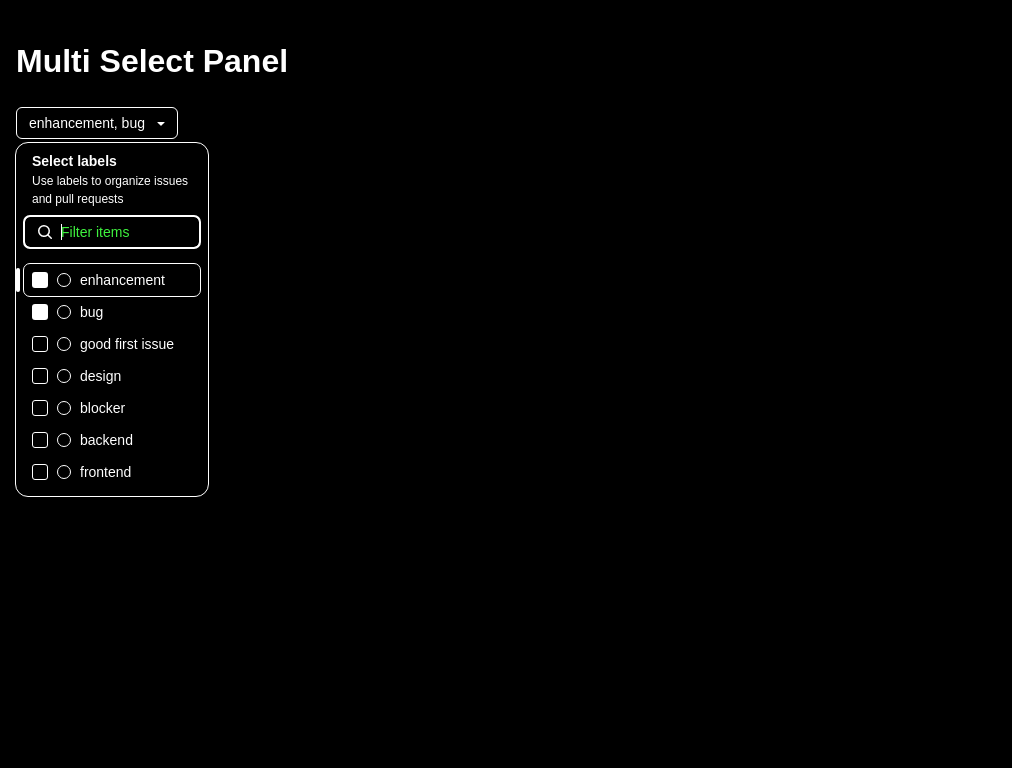 Multi Select Panel
enhancement, bug
Select labels
Use labels to organize issues
and pull requests
Filter items
enhancement
bug
good first issue
design
blocker
backend
frontend